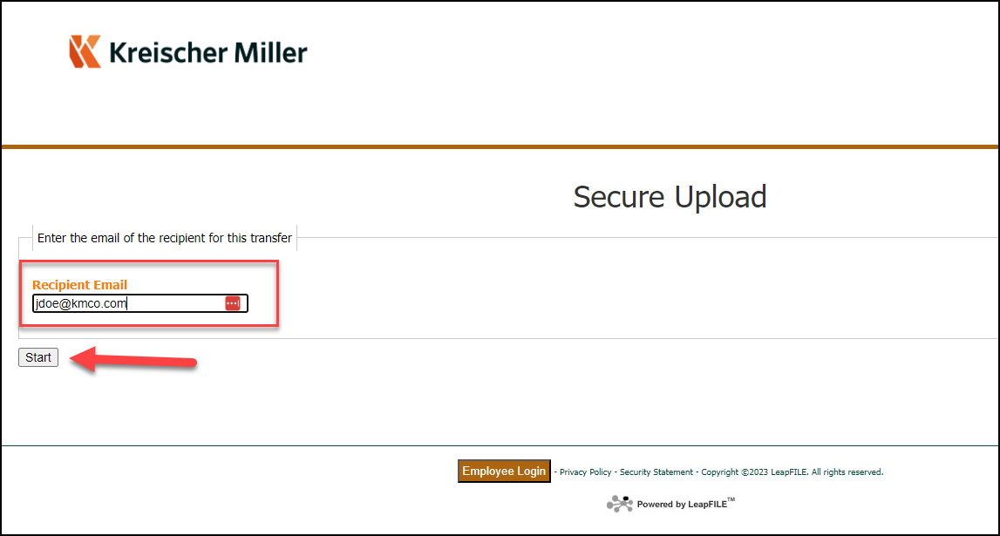 Kreischer Miller
Secure Upload
Enter the email of the recipient for this transfer
Recipient Email
jdoe@kmco.com
Start
Employee Login - Privacy Policy - Security Statement - Copyright ©2023 LeapFILE. All rights reserved.
Powered by LeapFILE™